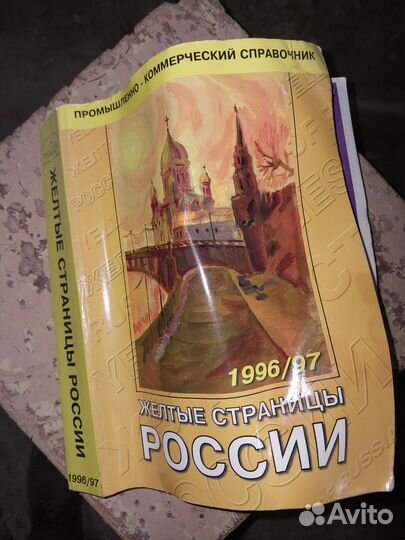 ПРОМЫШЛЕННО - КОММЕРЧЕСКИЙ СПРАВОЧНИК
1996/97
ЖЕЛТЫЕ СТРАНИЦЫ
РОССИИ
ЖЕЛТЫЕ СТРАНИЦЫ РОССИИ
1996/97
Avito